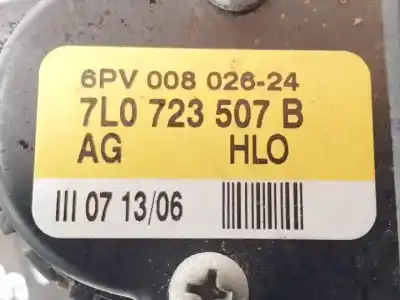 6PV 008 026-24
7L0 723 507 B
AG HLO
III 07 13/06